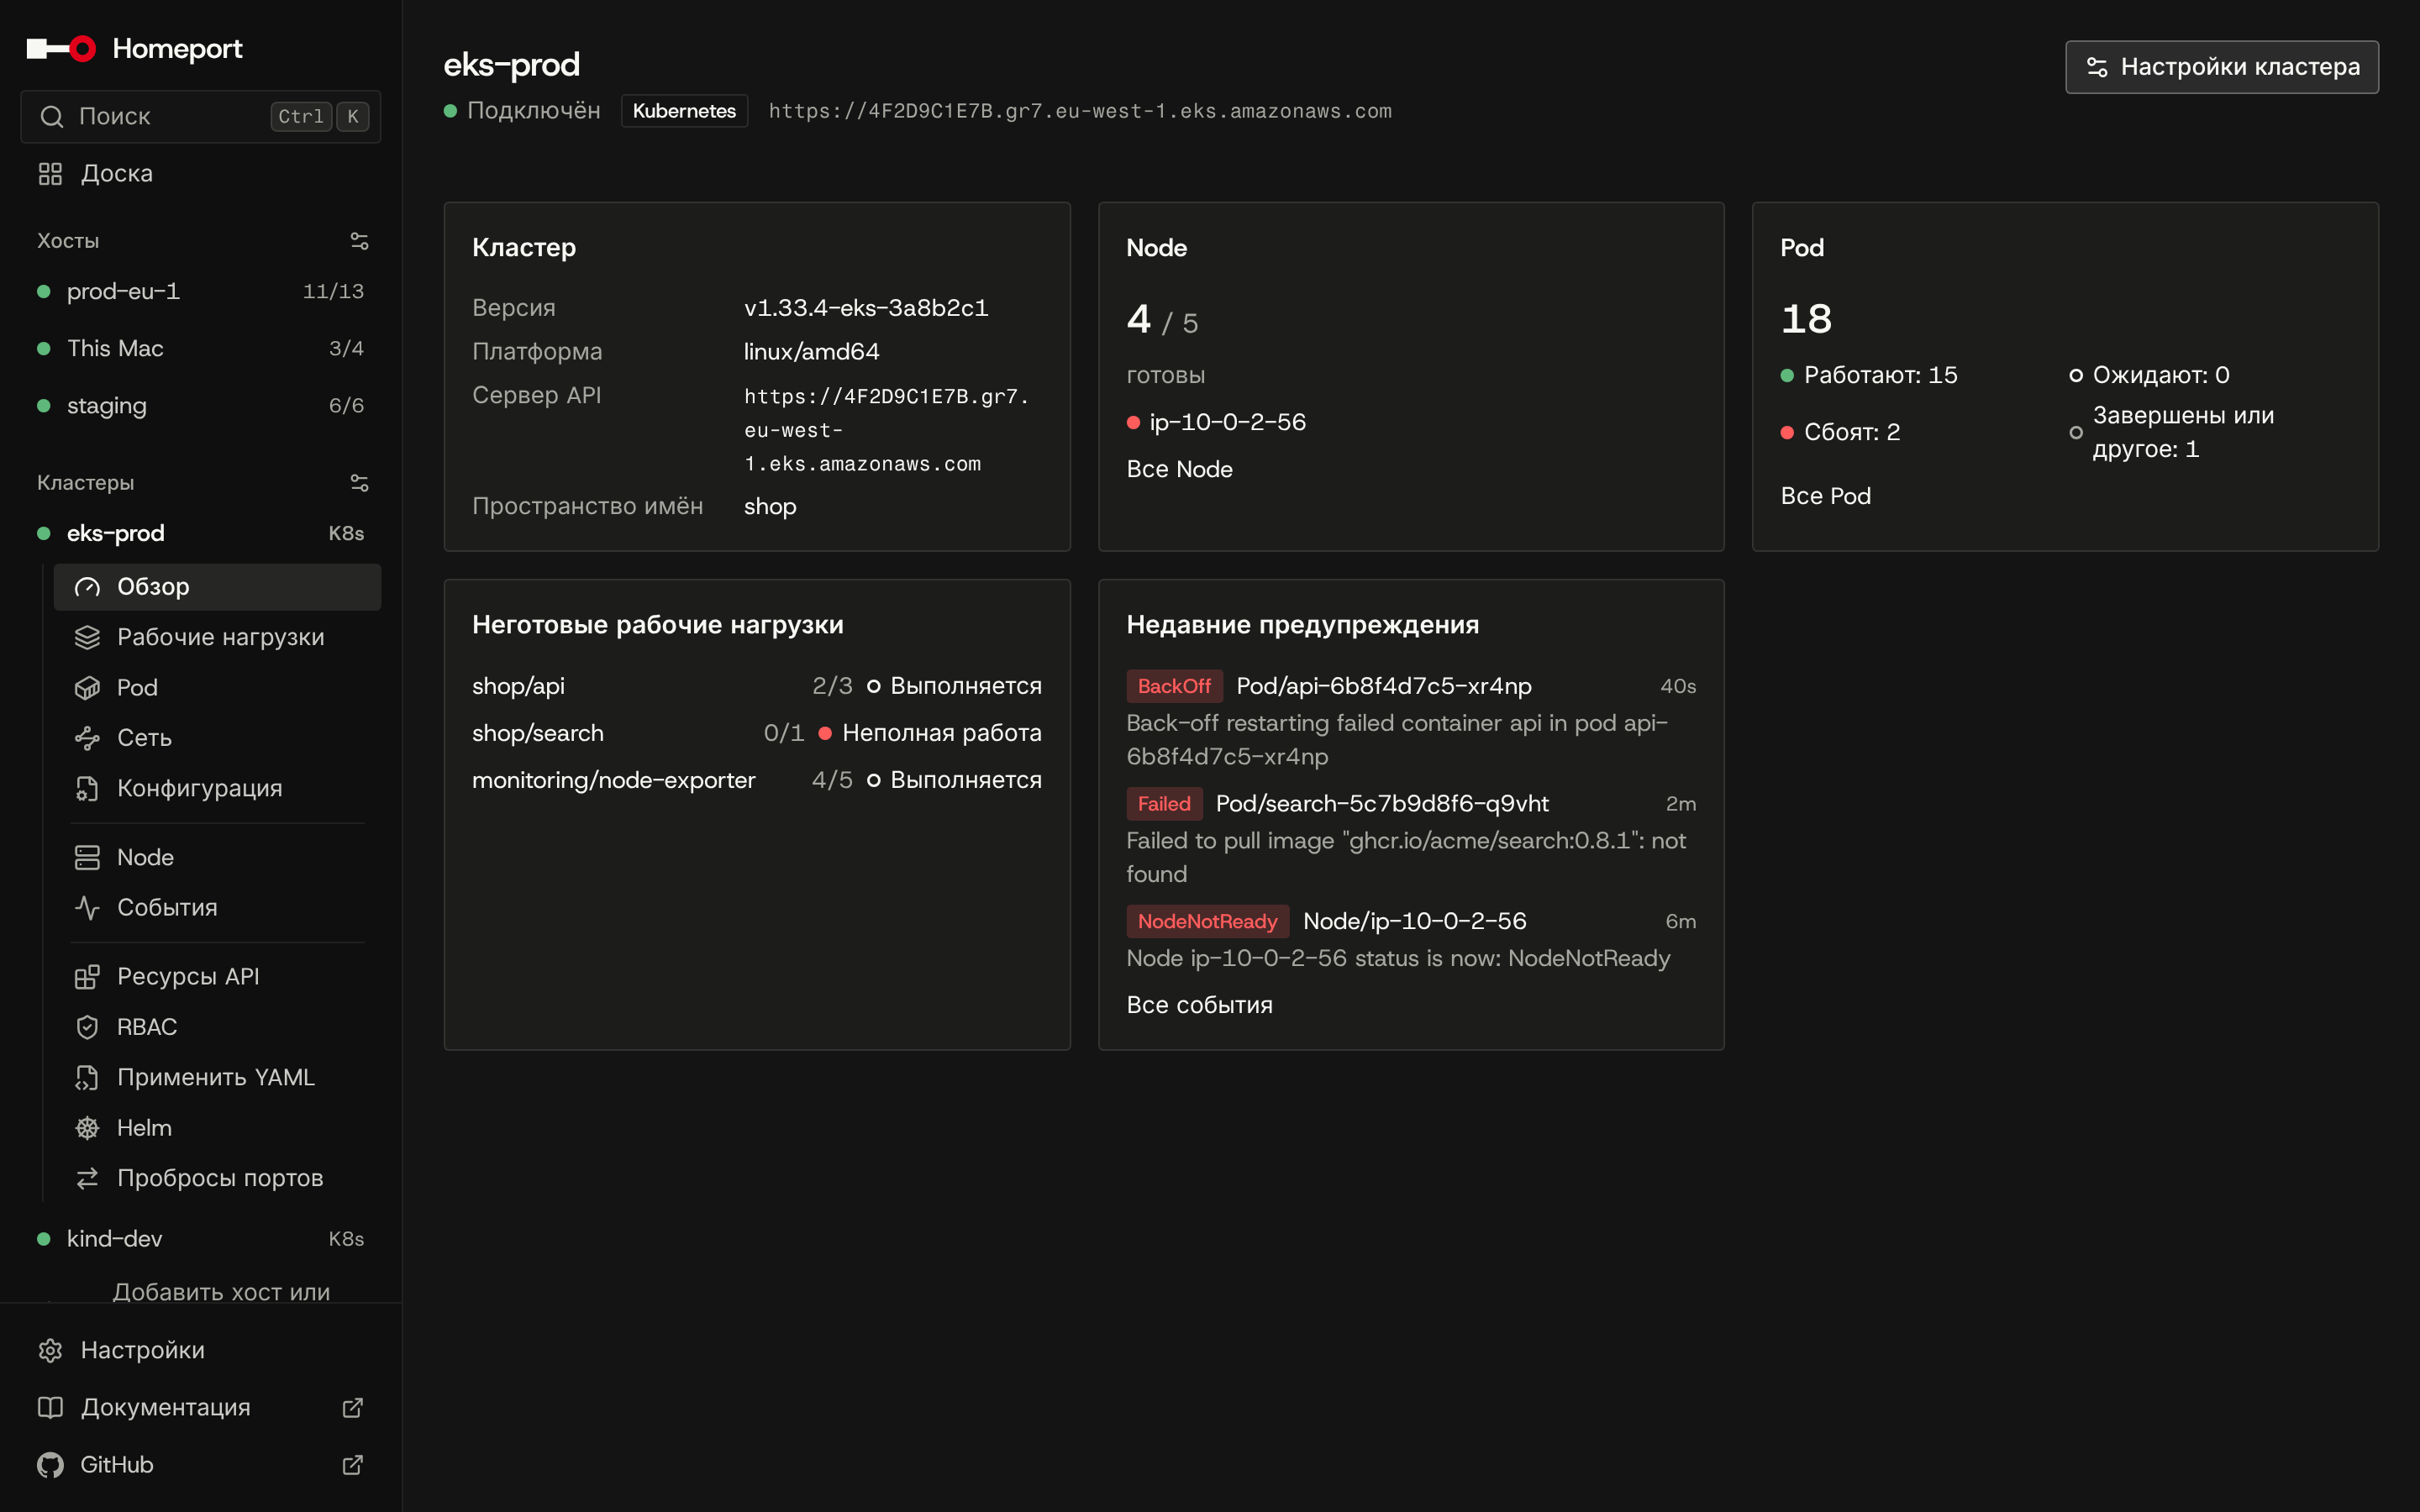 Homeport
Поиск
Ctrl K
Доска
Хосты
prod-eu-1 11/13
This Mac 3/4
staging 6/6
Кластеры
eks-prod K8s
Обзор
Рабочие нагрузки
Pod
Сеть
Конфигурация
Node
События
Ресурсы API
RBAC
Применить YAML
Helm
Пробросы портов
kind-dev K8s
Добавить хост или
Настройки
Документация
GitHub
eks-prod
Подключён Kubernetes https://4F2D9C1E7B.gr7.eu-west-1.eks.amazonaws.com
Настройки кластера
Кластер
Версия v1.33.4-eks-3a8b2c1
Платформа linux/amd64
Сервер API https://4F2D9C1E7B.gr7.
eu-west-
1.eks.amazonaws.com
Пространство имён shop
Node
4 / 5
готовы
ip-10-0-2-56
Все Node
Pod
18
Работают: 15 Ожидают: 0
Сбоят: 2 Завершены или
другое: 1
Все Pod
Неготовые рабочие нагрузки
shop/api 2/3 Выполняется
shop/search 0/1 Неполная работа
monitoring/node-exporter 4/5 Выполняется
Недавние предупреждения
BackOff Pod/api-6b8f4d7c5-xr4np 40s
Back-off restarting failed container api in pod api-
6b8f4d7c5-xr4np
Failed Pod/search-5c7b9d8f6-q9vht 2m
Failed to pull image "ghcr.io/acme/search:0.8.1": not
found
NodeNotReady Node/ip-10-0-2-56 6m
Node ip-10-0-2-56 status is now: NodeNotReady
Все события